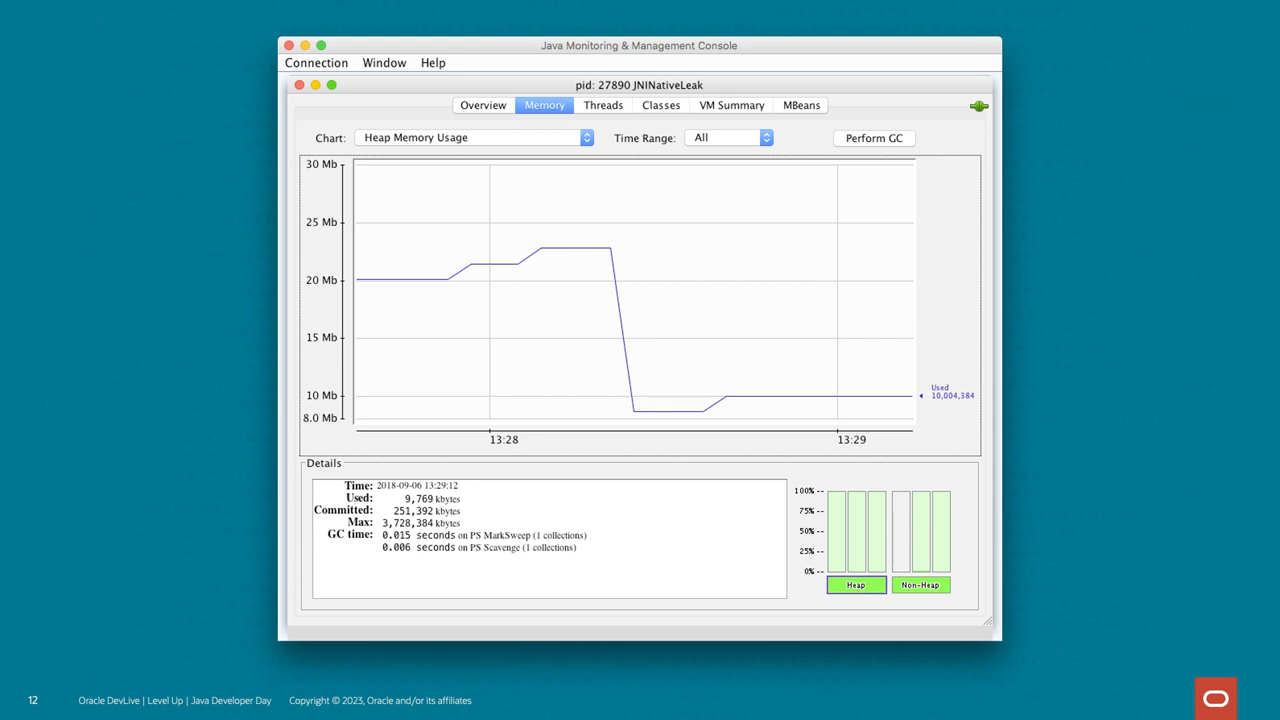 Java Monitoring & Management Console
Connection Window Help
pid: 27890 JNINativeLeak
Overview Memory Threads Classes VM Summary MBeans
Chart: Heap Memory Usage Time Range: All Perform GC
30 Mb
25 Mb
20 Mb
15 Mb
10 Mb
8.0 Mb
Used
10,004,384
13:28 13:29
Details
Time: 2018-09-06 13:29:12
Used: 9,769 kbytes
Committed: 251,392 kbytes
Max: 3,728,384 kbytes
GC time: 0.015 seconds on PS MarkSweep (1 collections)
0.006 seconds on PS Scavenge (1 collections)
100% --
75% --
50% --
25% --
0% --
Heap Non-Heap
12 Oracle DevLive | Level Up | Java Developer Day Copyright © 2023, Oracle and/or its affiliates